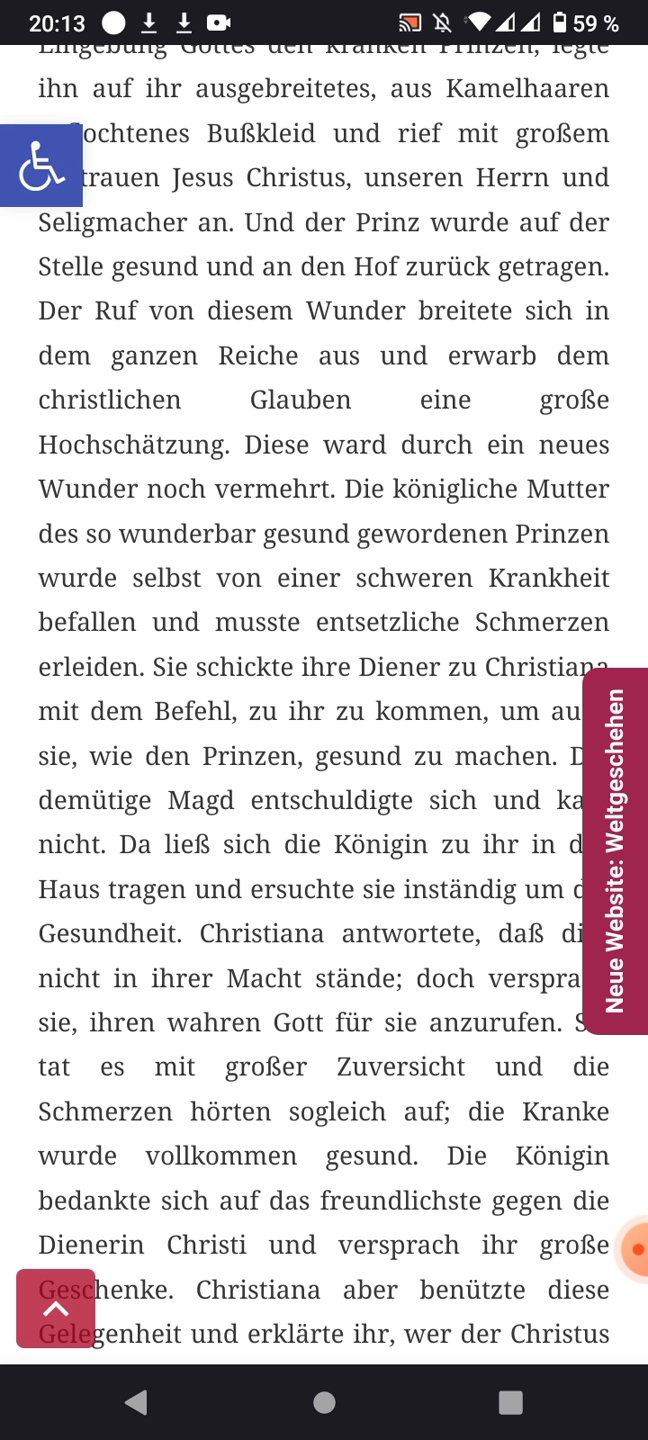 20:13
59 %
Eingebung Gottes den kranken Prinzen, legte
ihn auf ihr ausgebreitetes, aus Kamelhaaren
Bußkleid und rief mit großem
Jesus Christus, unseren Herrn und
Seligmacher an. Und der Prinz wurde auf der
Stelle gesund und an den Hof zurück getragen.
Der Ruf von diesem Wunder breitete sich in
dem ganzen Reiche aus und erwarb dem
christlichen Glauben eine große
Hochschätzung. Diese ward durch ein neues
Wunder noch vermehrt. Die königliche Mutter
des so wunderbar gesund gewordenen Prinzen
wurde selbst von einer schweren Krankheit
befallen und musste entsetzliche Schmerzen
erleiden. Sie schickte ihre Diener zu Christiana
mit dem Befehl, zu ihr zu kommen, um
sie, wie den Prinzen, gesund zu machen.
demütige Magd entschuldigte sich und
nicht. Da ließ sich die Königin zu ihr in
Haus tragen und ersuchte sie inständig um
Gesundheit. Christiana antwortete, daß
nicht in ihrer Macht stände; doch
sie, ihren wahren Gott für sie anzurufen.
tat es mit großer Zuversicht und die
Schmerzen hörten sogleich auf; die Kranke
wurde vollkommen gesund. Die Königin
bedankte sich auf das freundlichste gegen die
Dienerin Christi und versprach ihr große
Geschenke. Christiana aber benützte diese
Gelegenheit und erklärte ihr, wer der Christus
Neue Website: Weltgeschehen